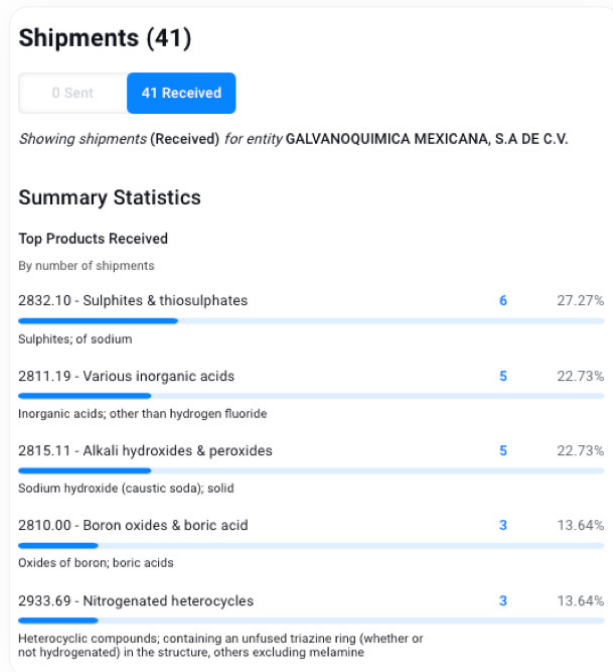 Shipments (41)
0 Sent
41 Received
Showing shipments (Received) for entity GALVANOQUIMICA MEXICANA, S.A DE C.V.
Summary Statistics
Top Products Received
By number of shipments
2832.10 - Sulphites & thiosulphates 6 27.27%
Sulphites; of sodium
2811.19 - Various inorganic acids 5 22.73%
Inorganic acids; other than hydrogen fluoride
2815.11 - Alkali hydroxides & peroxides 5 22.73%
Sodium hydroxide (caustic soda); solid
2810.00 - Boron oxides & boric acid 3 13.64%
Oxides of boron; boric acids
2933.69 - Nitrogenated heterocycles 3 13.64%
Heterocyclic compounds; containing an unfused triazine ring (whether or
not hydrogenated) in the structure, others excluding melamine